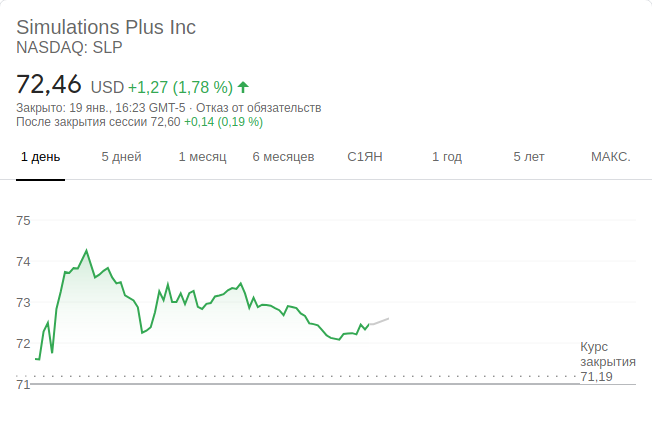 Simulations Plus Inc
NASDAQ: SLP
72,46 USD +1,27 (1,78 %)
Закрыто: 19 янв., 16:23 GMT-5 · Отказ от обязательств
После закрытия сессии 72,60 +0,14 (0,19 %)
1 день 5 дней 1 месяц 6 месяцев С1ЯН 1 год 5 лет МАКС.
75
74
73
72
Курс
закрытия
71,19
71